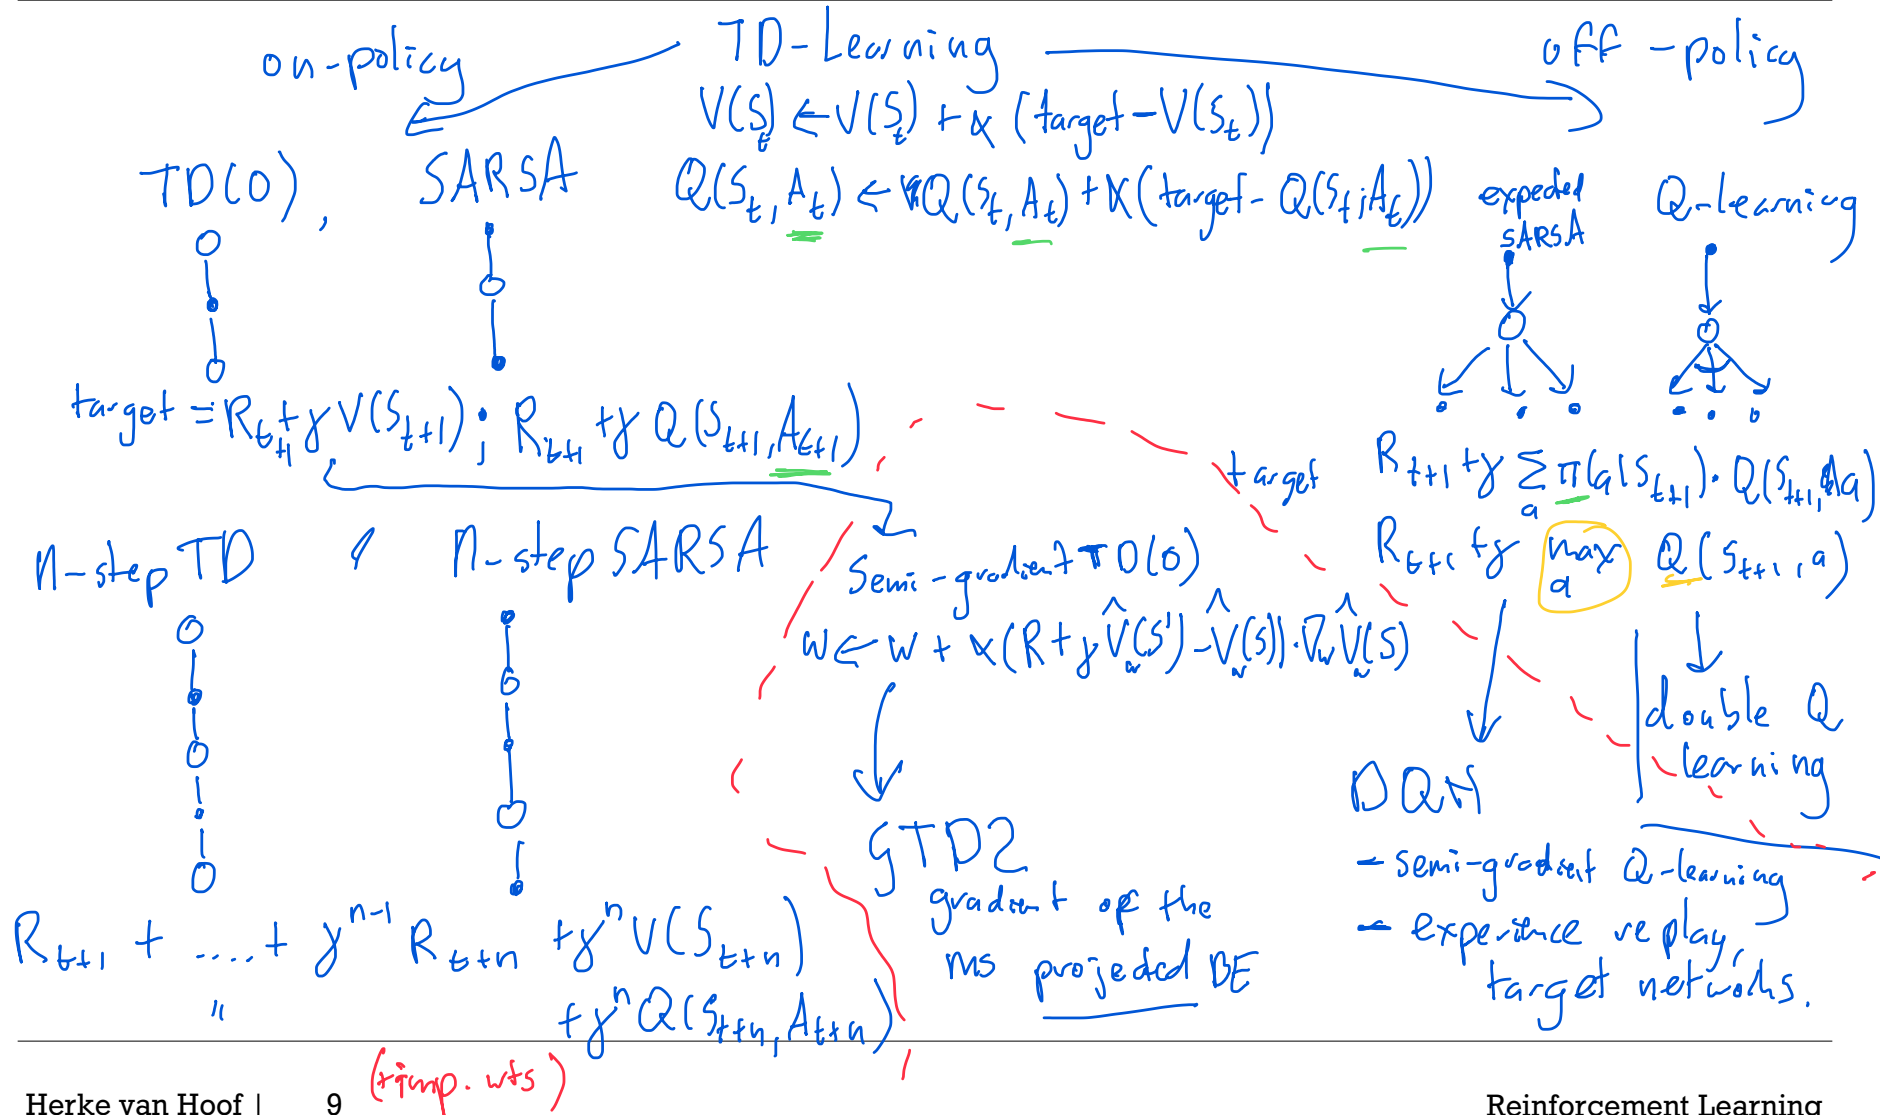 on-policy
TD-Learning
off-policy
V(S_t) ← V(S_t) + α (target - V(S_t))
TD(0), SARSA
Q(S_t, A_t) ← Q(S_t, A_t) + α (target - Q(S_t, A_t))
expected
SARSA
Q-learning
target = R_{t+1} + γ V(S_{t+1}) ; R_{t+1} + γ Q(S_{t+1}, A_{t+1})
target
R_{t+1} + γ Σ_a π(a|S_{t+1}) · Q(S_{t+1}, a)
R_{t+1} + γ max_a Q(S_{t+1}, a)
n-step TD , n-step SARSA
Semi-gradient TD(0)
w ← w + α (R + γ V̂_w(S') - V̂_w(S)) · ∇_w V̂_w(S)
double Q
learning
DQN
- semi-gradient Q-learning
- experience replay,
target networks.
GTD2
gradient of the
MS projected BE
R_{t+1} + .... + γ^{n-1} R_{t+n} + γ^n V(S_{t+n})
" + γ^n Q(S_{t+n}, A_{t+n})
(+ imp. wts)
Herke van Hoof | 9
Reinforcement Learning